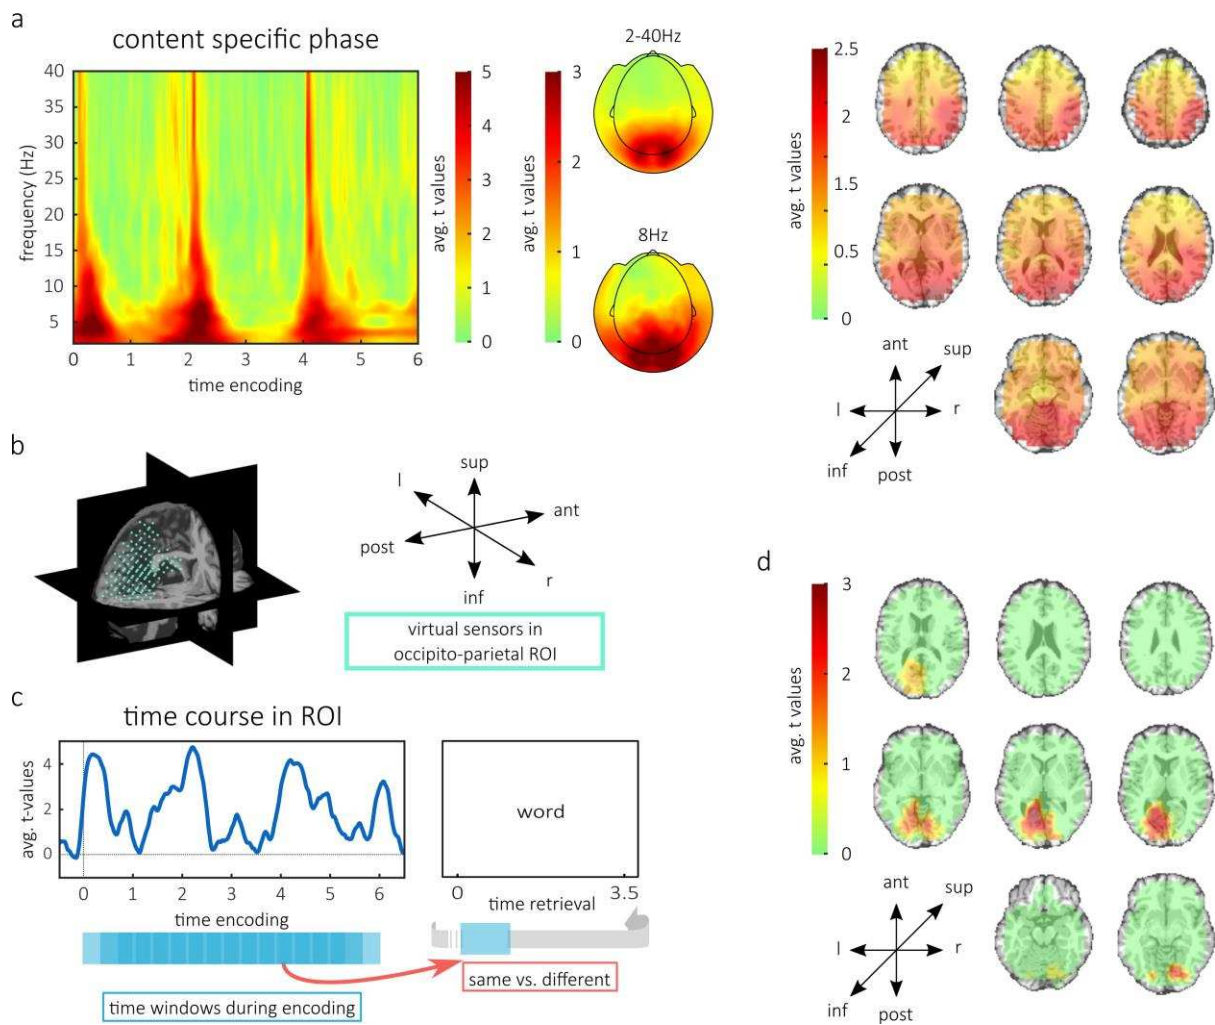 a
content specific phase
frequency (Hz)
40
35
30
25
20
15
10
5
0 1 2 3 4 5 6
time encoding
avg. t values
5
4
3
2
1
0
avg. t values
3
2
1
0
2-40Hz
8Hz
avg. t values
2.5
2
1.5
0.5
0
ant
sup
l
r
inf
post
b
sup
l
ant
post
r
inf
virtual sensors in
occipito-parietal ROI
c
time course in ROI
avg. t-values
4
2
0
0 1 2 3 4 5 6
time encoding
word
0 3.5
time retrieval
same vs. different
time windows during encoding
d
avg. t values
3
2
1
0
ant
sup
l
r
inf
post